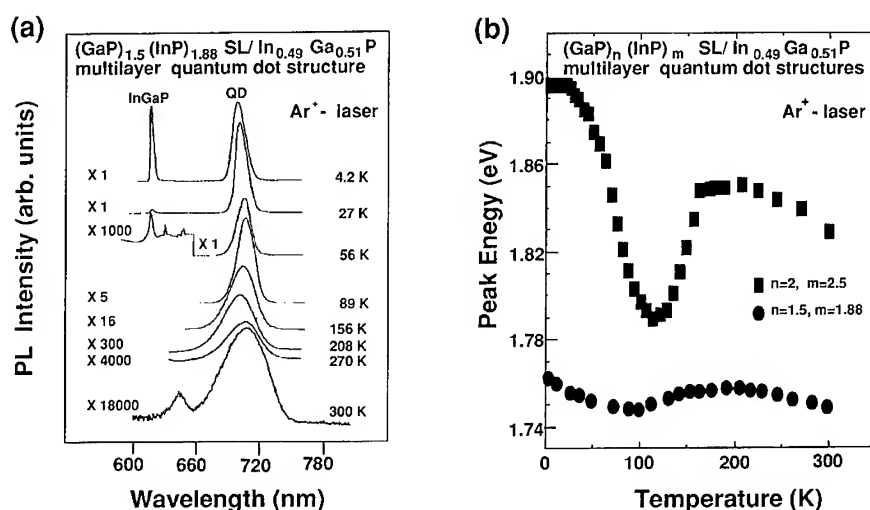 (a)
(GaP)1.5 (InP)1.88 SL/ In0.49 Ga0.51P
multilayer quantum dot structure
InGaP
QD
Ar+- laser
X 1
4.2 K
X 1
27 K
X 1000
X 1
56 K
X 5
89 K
X 16
156 K
X 300
208 K
X 4000
270 K
X 18000
300 K
PL Intensity (arb. units)
600
660
720
780
Wavelength (nm)
(b)
(GaP)n (InP)m SL/ In0.49 Ga0.51P
multilayer quantum dot structures
Ar+- laser
1.90
1.86
1.82
1.78
1.74
Peak Enegy (eV)
n=2, m=2.5
n=1.5, m=1.88
0
100
200
300
Temperature (K)